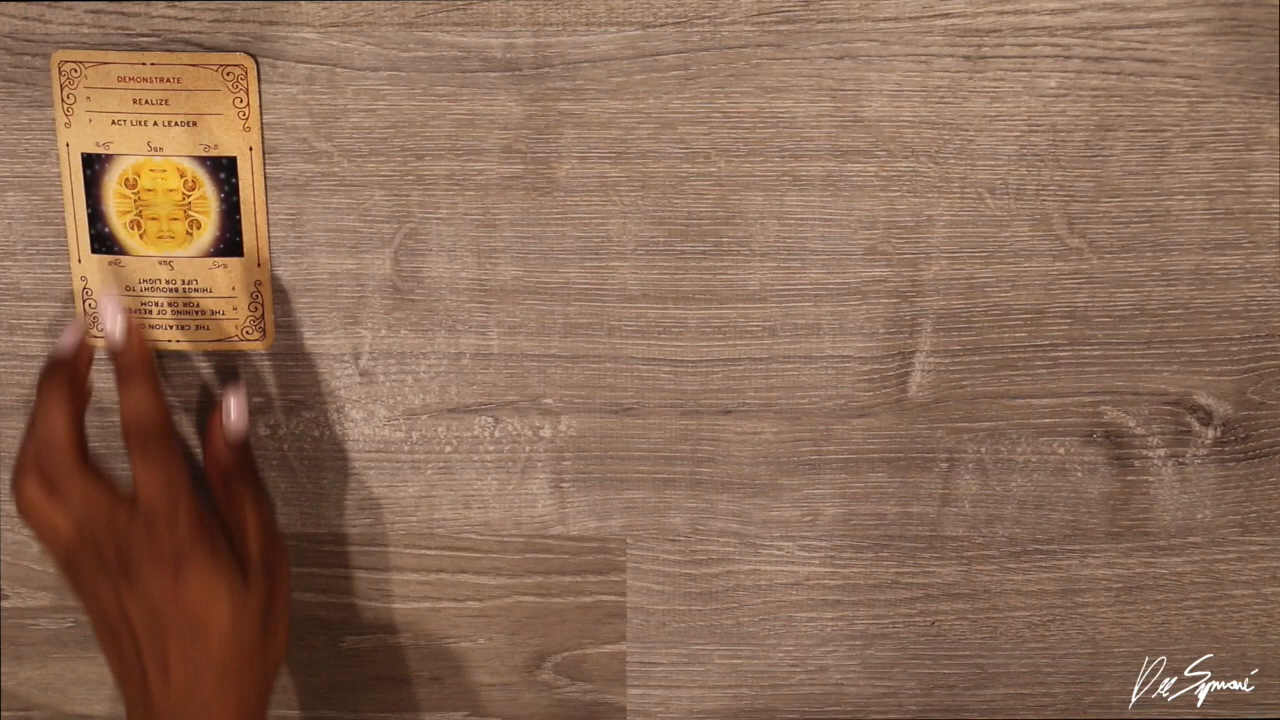 DEMONSTRATE
REALIZE
ACT LIKE A LEADER
Sun
Sun
THINGS BROUGHT TO
LIFE OR LIGHT
THE GAINING OF
FOR OR FROM
THE CREATION